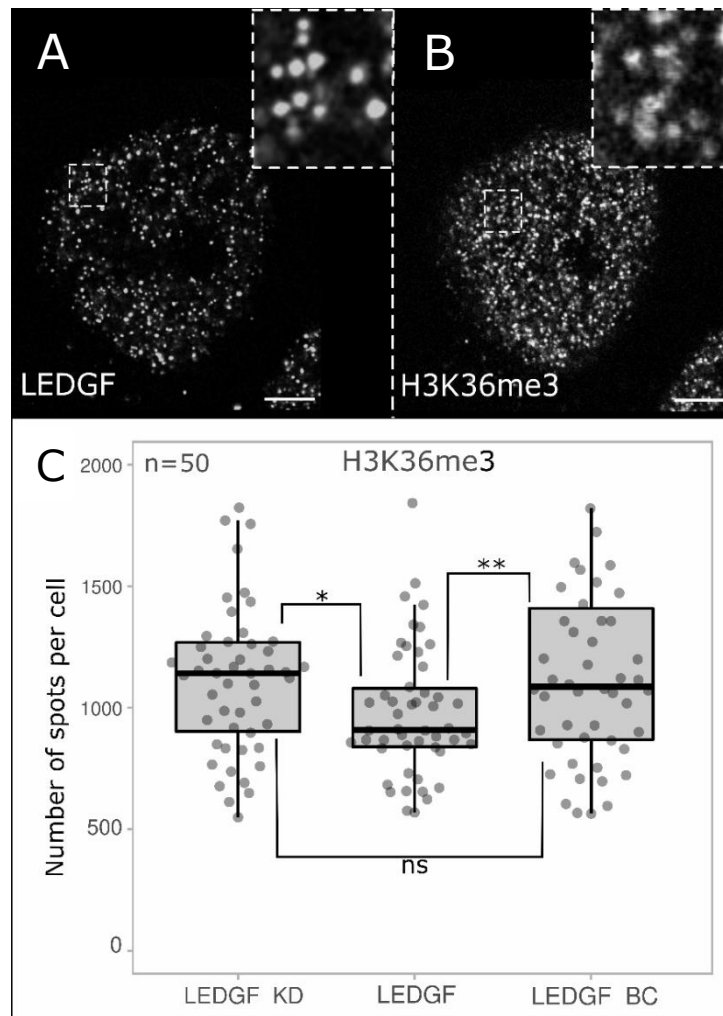 A
B
LEDGF
H3K36me3
C
n=50
H3K36me3
2000
1500
1000
500
0
Number of spots per cell
*
**
ns
LEDGF KD
LEDGF
LEDGF BC